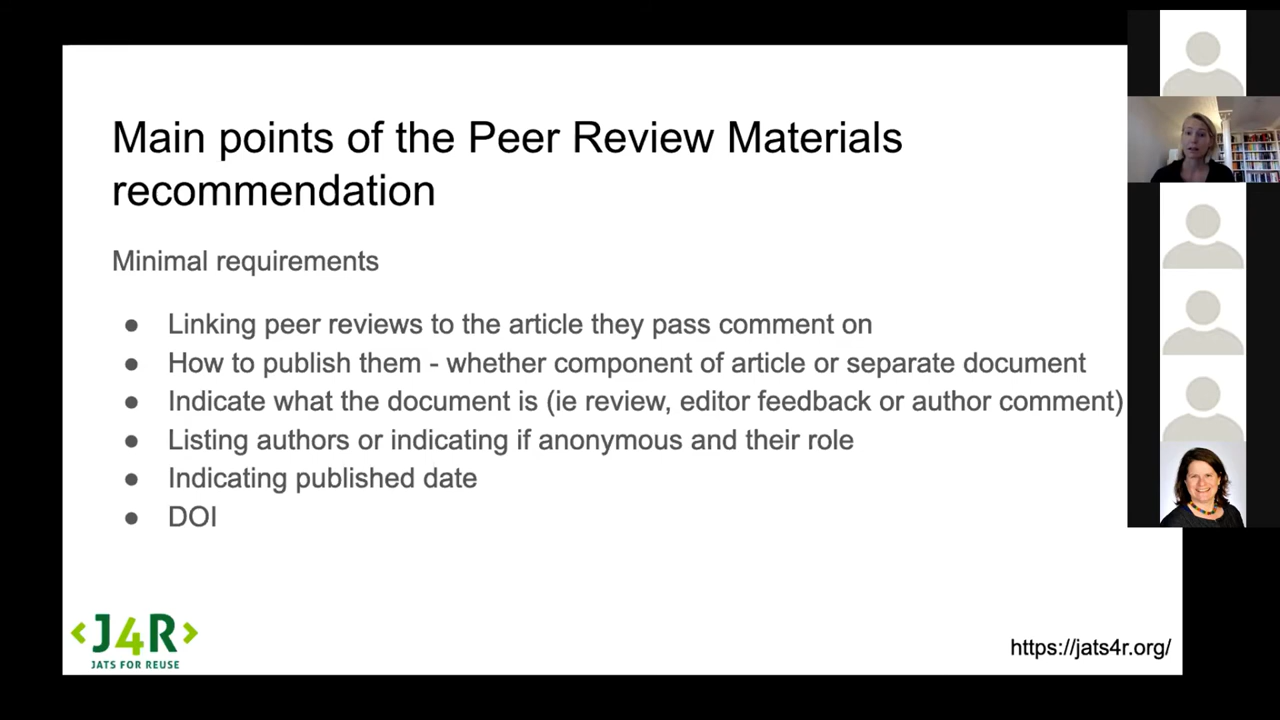 Main points of the Peer Review Materials
recommendation
Minimal requirements
● Linking peer reviews to the article they pass comment on
● How to publish them - whether component of article or separate document
● Indicate what the document is (ie review, editor feedback or author comment)
● Listing authors or indicating if anonymous and their role
● Indicating published date
● DOI
<J4R>
JATS FOR REUSE
https://jats4r.org/